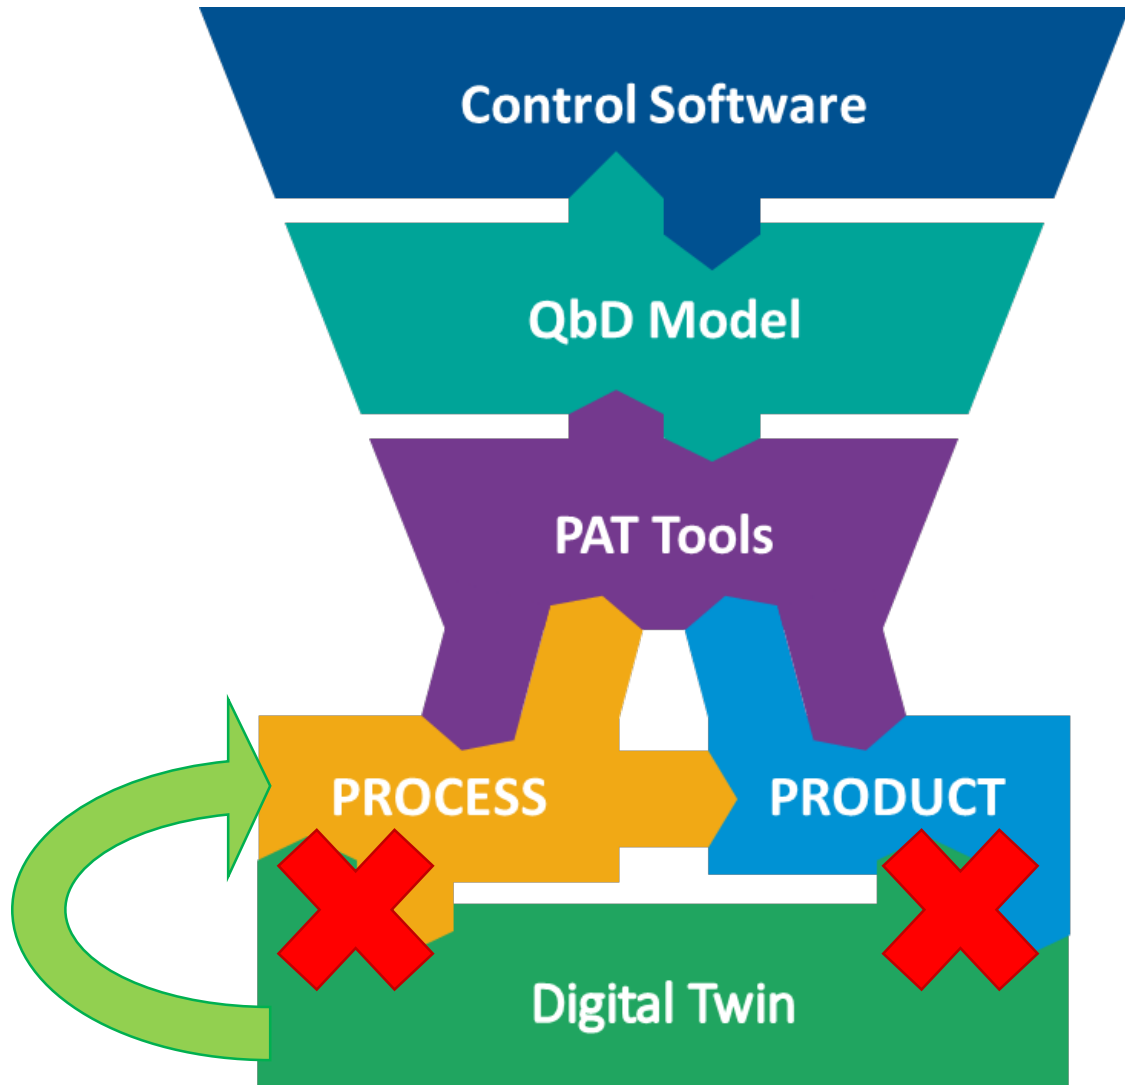 Control Software
QbD Model
PAT Tools
PROCESS
PRODUCT
Digital Twin